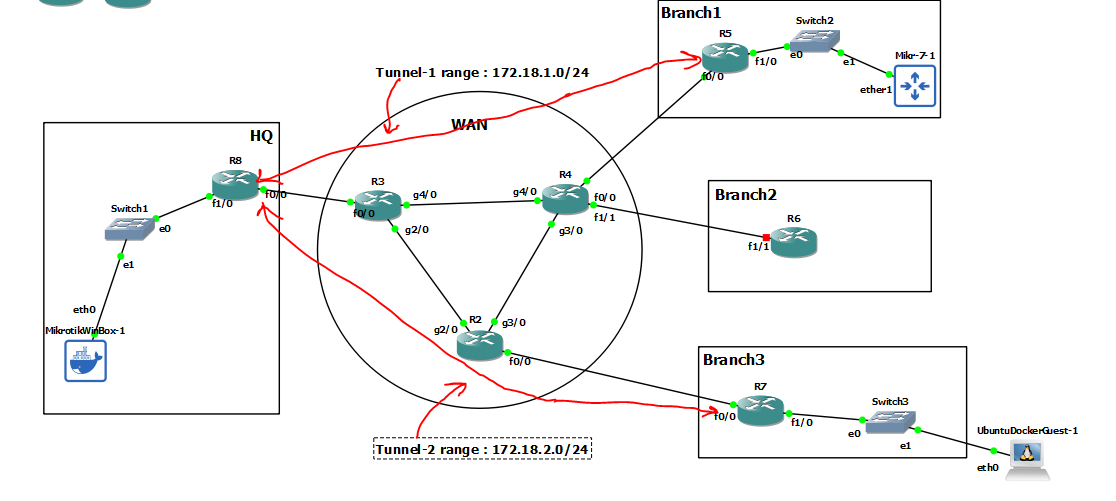 Branch1
Switch2
R5
e0
f1/0
e1
Mikr-7-1
f0/0
ether1
Tunnel-1 range : 172.18.1.0/24
WAN
HQ
R8
f0/0
f1/0
Switch1
e0
e1
eth0
MikrotikWinBox-1
R3
g4/0
f0/0
g2/0
R4
g4/0
f0/0
f1/1
g3/0
Branch2
R6
f1/1
R2
g2/0
g3/0
f0/0
Branch3
R7
f0/0
f1/0
Switch3
e0
e1
UbuntuDockerGuest-1
eth0
Tunnel-2 range : 172.18.2.0/24